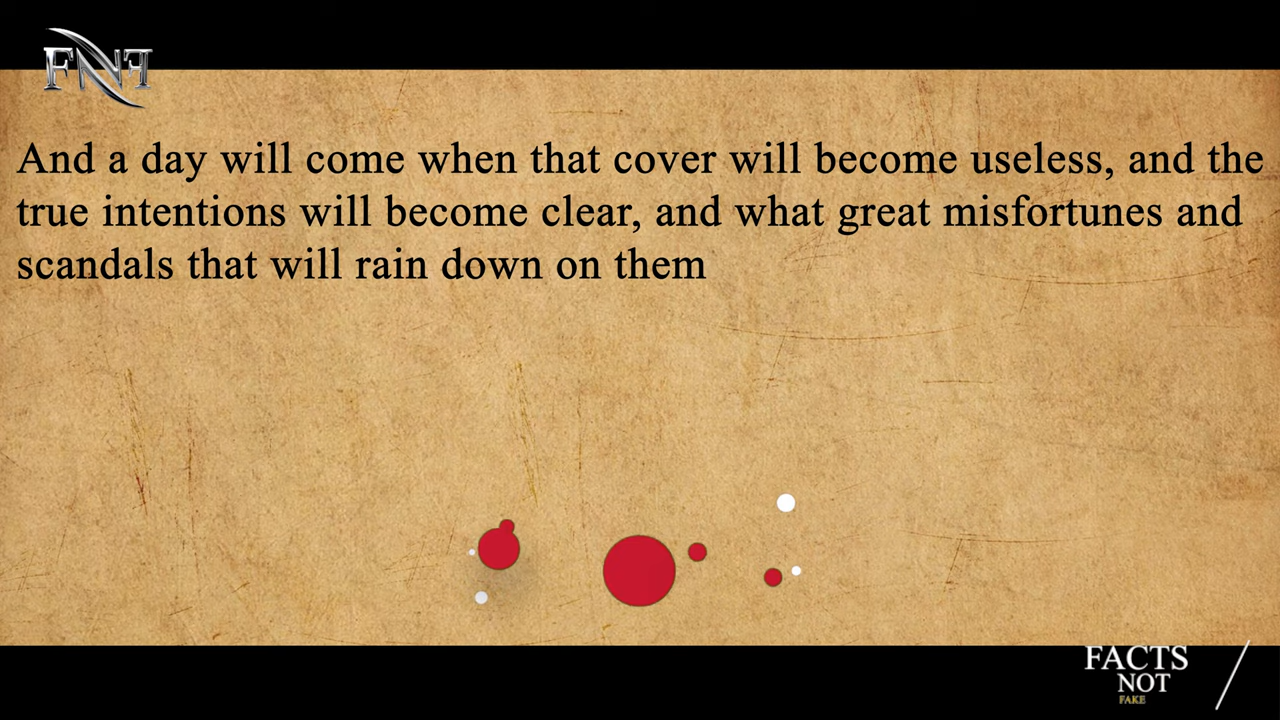 FNF
And a day will come when that cover will become useless, and the
true intentions will become clear, and what great misfortunes and
scandals that will rain down on them
FACTS
NOT
FAKE